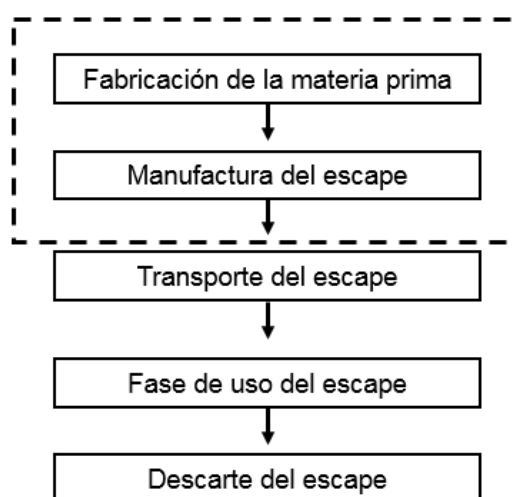 Fabricación de la materia prima
Manufactura del escape
Transporte del escape
Fase de uso del escape
Descarte del escape